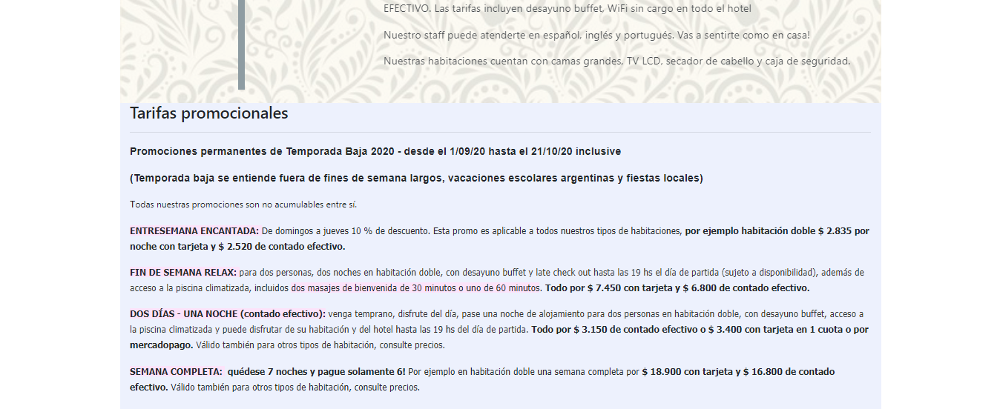 EFECTIVO. Las tarifas incluyen desayuno buffet, WiFi sin cargo en todo el hotel
Nuestro staff puede atenderte en español, inglés y portugués. Vas a sentirte como en casa!
Nuestras habitaciones cuentan con camas grandes, TV LCD, secador de cabello y caja de seguridad.
Tarifas promocionales
Promociones permanentes de Temporada Baja 2020 - desde el 1/09/20 hasta el 21/10/20 inclusive
(Temporada baja se entiende fuera de fines de semana largos, vacaciones escolares argentinas y fiestas locales)
Todas nuestras promociones son no acumulables entre sí.
ENTRESEMANA ENCANTADA: De domingos a jueves 10 % de descuento. Esta promo es aplicable a todos nuestros tipos de habitaciones, por ejemplo habitación doble $ 2.835 por
noche con tarjeta y $ 2.520 de contado efectivo.
FIN DE SEMANA RELAX: para dos personas, dos noches en habitación doble, con desayuno buffet y late check out hasta las 19 hs el día de partida (sujeto a disponibilidad), además de
acceso a la piscina climatizada, incluidos dos masajes de bienvenida de 30 minutos o uno de 60 minutos. Todo por $ 7.450 con tarjeta y $ 6.800 de contado efectivo.
DOS DÍAS - UNA NOCHE (contado efectivo): venga temprano, disfrute del día, pase una noche de alojamiento para dos personas en habitación doble, con desayuno buffet, acceso a
la piscina climatizada y puede disfrutar de su habitación y del hotel hasta las 19 hs del día de partida. Todo por $ 3.150 de contado efectivo o $ 3.400 con tarjeta en 1 cuota o por
mercadopago. Válido también para otros tipos de habitación, consulte precios.
SEMANA COMPLETA: quédese 7 noches y pague solamente 6! Por ejemplo en habitación doble una semana completa por $ 18.900 con tarjeta y $ 16.800 de contado
efectivo. Válido también para otros tipos de habitación, consulte precios.